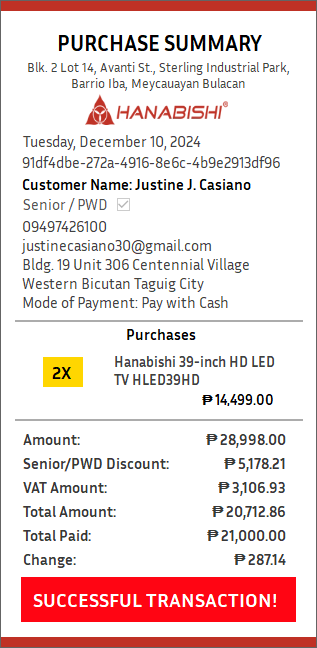 PURCHASE SUMMARY
Blk. 2 Lot 14, Avanti St., Sterling Industrial Park,
Barrio Iba, Meycauayan Bulacan
HANABISHI®
Tuesday, December 10, 2024
91df4dbe-272a-4916-8e6c-4b9e2913df96
Customer Name: Justine J. Casiano
Senior / PWD
09497426100
justinecasiano30@gmail.com
Bldg. 19 Unit 306 Centennial Village
Western Bicutan Taguig City
Mode of Payment: Pay with Cash
Purchases
2X
Hanabishi 39-inch HD LED
TV HLED39HD
₱ 14,499.00
Amount: ₱ 28,998.00
Senior/PWD Discount: ₱ 5,178.21
VAT Amount: ₱ 3,106.93
Total Amount: ₱ 20,712.86
Total Paid: ₱ 21,000.00
Change: ₱ 287.14
SUCCESSFUL TRANSACTION!